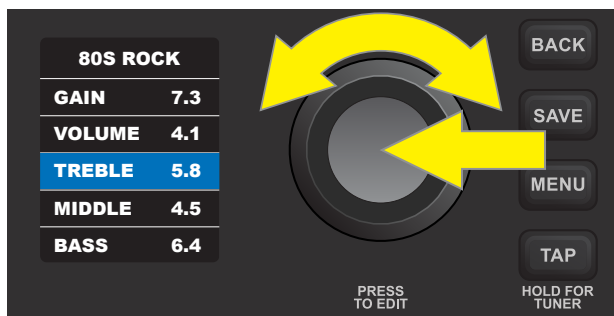 80S ROCK
GAIN 7.3
VOLUME 4.1
TREBLE 5.8
MIDDLE 4.5
BASS 6.4
BACK
SAVE
MENU
TAP
PRESS
TO EDIT
HOLD FOR
TUNER